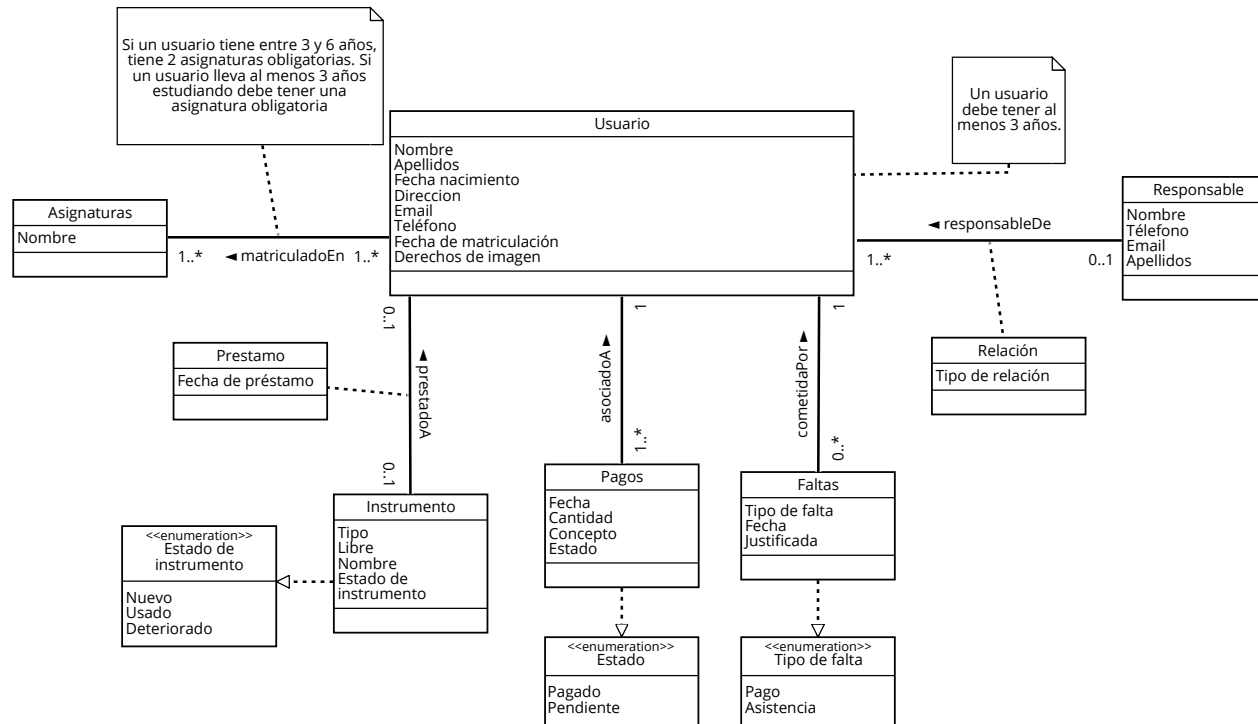 Si un usuario tiene entre 3 y 6 años,
tiene 2 asignaturas obligatorias. Si
un usuario lleva al menos 3 años
estudiando debe tener una
asignatura obligatoria
Un usuario
debe tener al
menos 3 años.
Usuario
Nombre
Apellidos
Fecha nacimiento
Direccion
Email
Teléfono
Fecha de matriculación
Derechos de imagen
Asignaturas
Nombre
1..* ◄ matriculadoEn 1..*
Responsable
Nombre
Télefono
Email
Apellidos
◄ responsableDe
1..* 0..1
Relación
Tipo de relación
Prestamo
Fecha de préstamo
0..1
◄ prestadoA
0..1
1
asociadoA ►
1..*
1
cometidaPor ►
0..*
Instrumento
Tipo
Libre
Nombre
Estado de
instrumento
<<enumeration>>
Estado de
instrumento
Nuevo
Usado
Deteriorado
Pagos
Fecha
Cantidad
Concepto
Estado
<<enumeration>>
Estado
Pagado
Pendiente
Faltas
Tipo de falta
Fecha
Justificada
<<enumeration>>
Tipo de falta
Pago
Asistencia